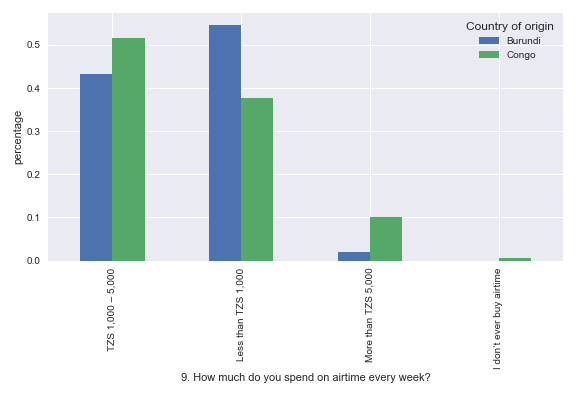 Country of origin
Burundi
Congo
percentage
0.5
0.4
0.3
0.2
0.1
0.0
TZS 1,000 – 5,000
Less than TZS 1,000
More than TZS 5,000
I don't ever buy airtime
9. How much do you spend on airtime every week?